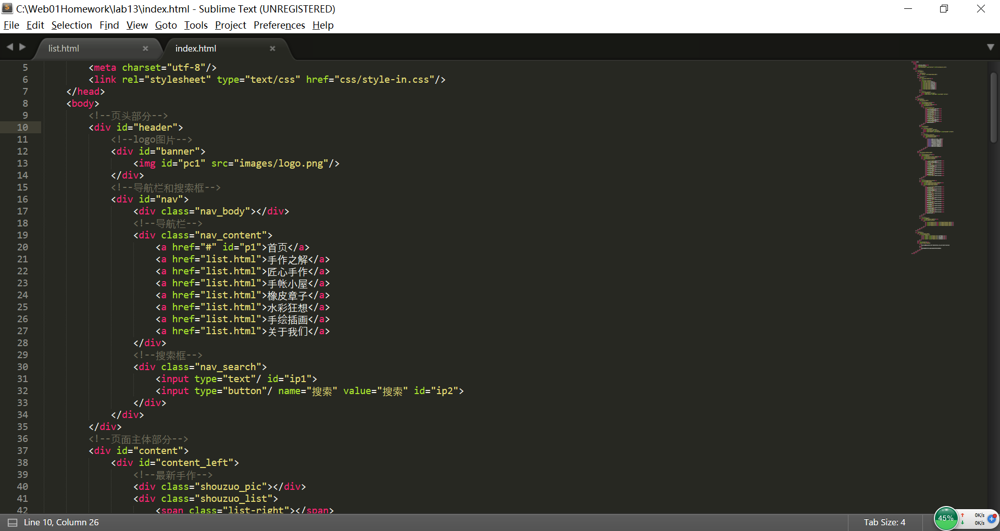 C:\Web01Homework\lab13\index.html - Sublime Text (UNREGISTERED)
File Edit Selection Find View Goto Tools Project Preferences Help
list.html × index.html ×
5 <meta charset="utf-8"/>
6 <link rel="stylesheet" type="text/css" href="css/style-in.css"/>
7 </head>
8 <body>
9 <!--页头部分-->
10 <div id="header">
11 <!--logo图片-->
12 <div id="banner">
13 <img id="pc1" src="images/logo.png"/>
14 </div>
15 <!--导航栏和搜索框-->
16 <div id="nav">
17 <div class="nav_body"></div>
18 <!--导航栏-->
19 <div class="nav_content">
20 <a href="#" id="p1">首页</a>
21 <a href="list.html">手作之解</a>
22 <a href="list.html">匠心手作</a>
23 <a href="list.html">手帐小屋</a>
24 <a href="list.html">橡皮章子</a>
25 <a href="list.html">水彩狂想</a>
26 <a href="list.html">手绘插画</a>
27 <a href="list.html">关于我们</a>
28 </div>
29 <!--搜索框-->
30 <div class="nav_search">
31 <input type="text"/ id="ip1">
32 <input type="button"/ name="搜索" value="搜索" id="ip2">
33 </div>
34 </div>
35 </div>
36 <!--页面主体部分-->
37 <div id="content">
38 <div id="content_left">
39 <!--最新手作-->
40 <div class="shouzuo_pic"></div>
41 <div class="shouzuo_list">
42 <span class="list-right"></span>
Line 10, Column 26
Tab Size: 4
45%
0K/s
0K/s